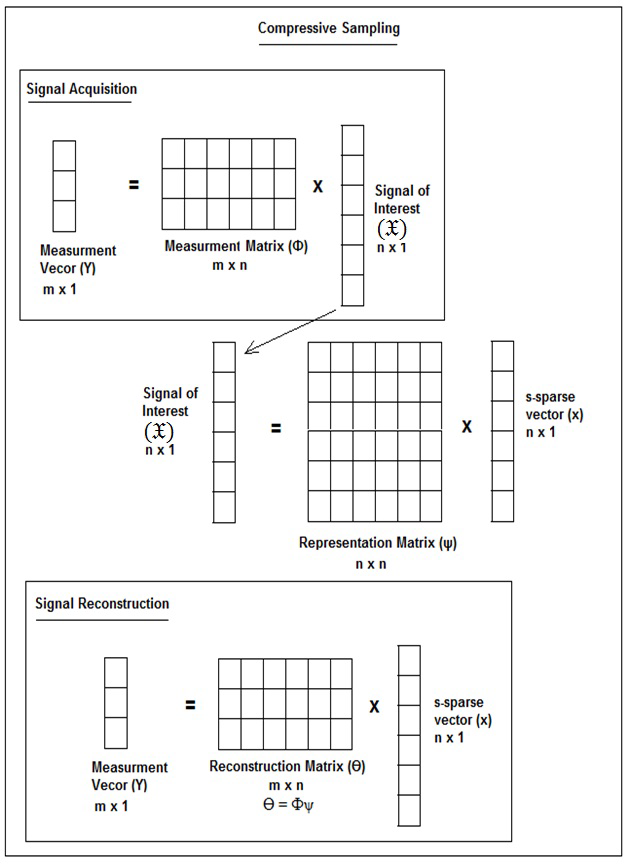 Compressive Sampling
Signal Acquisition
=
X
Measurment
Vecor (Y)
m x 1
Measurment Matrix (Φ)
m x n
Signal of
Interest
(𝔛)
n x 1
Signal of
Interest
(𝔛)
n x 1
=
X
s-sparse
vector (x)
n x 1
Representation Matrix (ψ)
n x n
Signal Reconstruction
=
X
Measurment
Vecor (Y)
m x 1
Reconstruction Matrix (Θ)
m x n
Θ = Φψ
s-sparse
vector (x)
n x 1